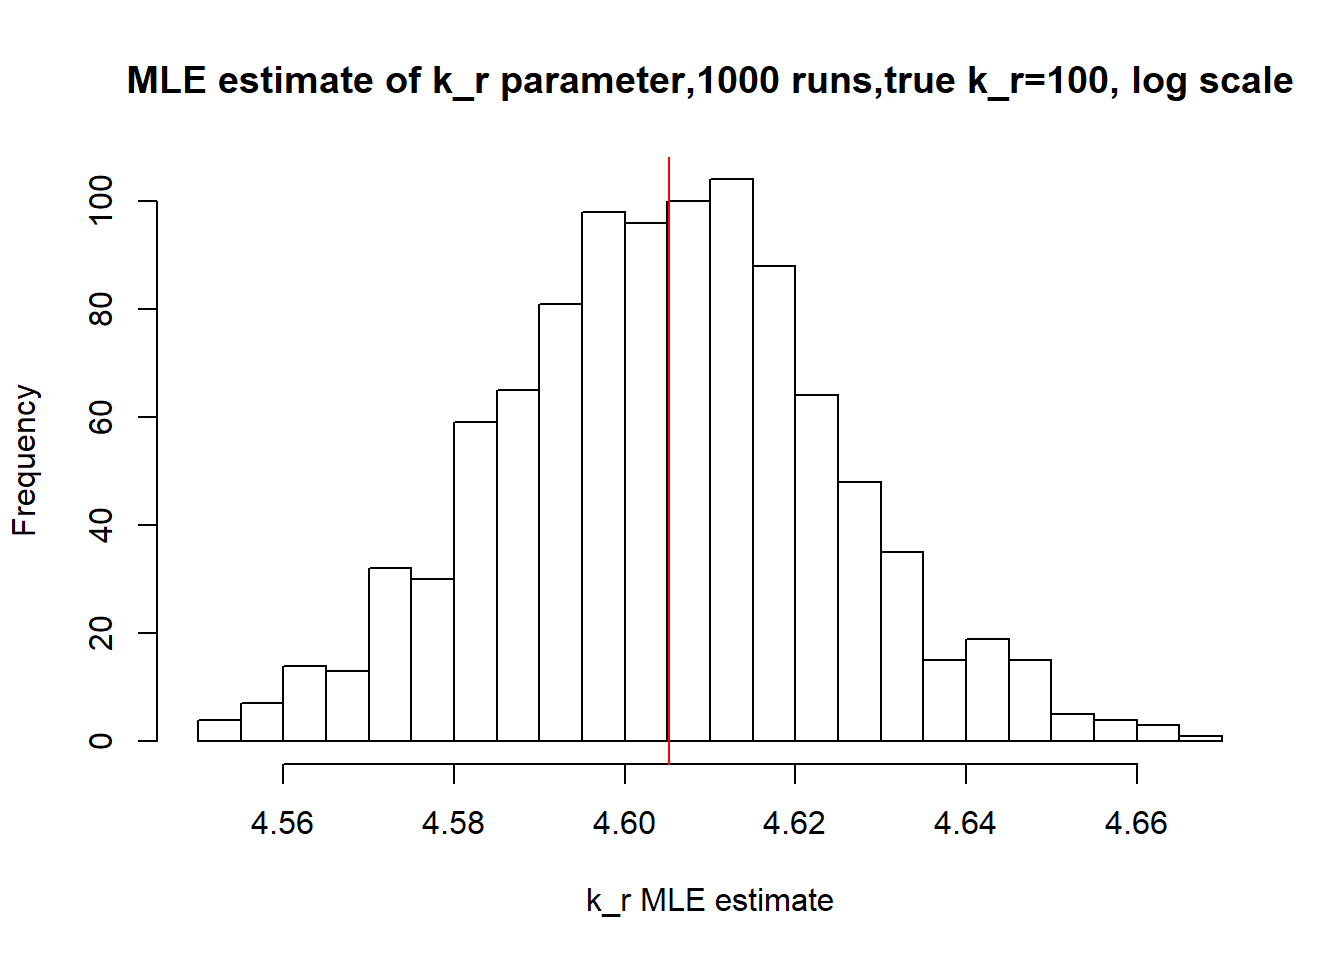 MLE estimate of k_r parameter,1000 runs,true k_r=100, log scale
Frequency
100
80
60
40
20
0
4.56 4.58 4.60 4.62 4.64 4.66
k_r MLE estimate